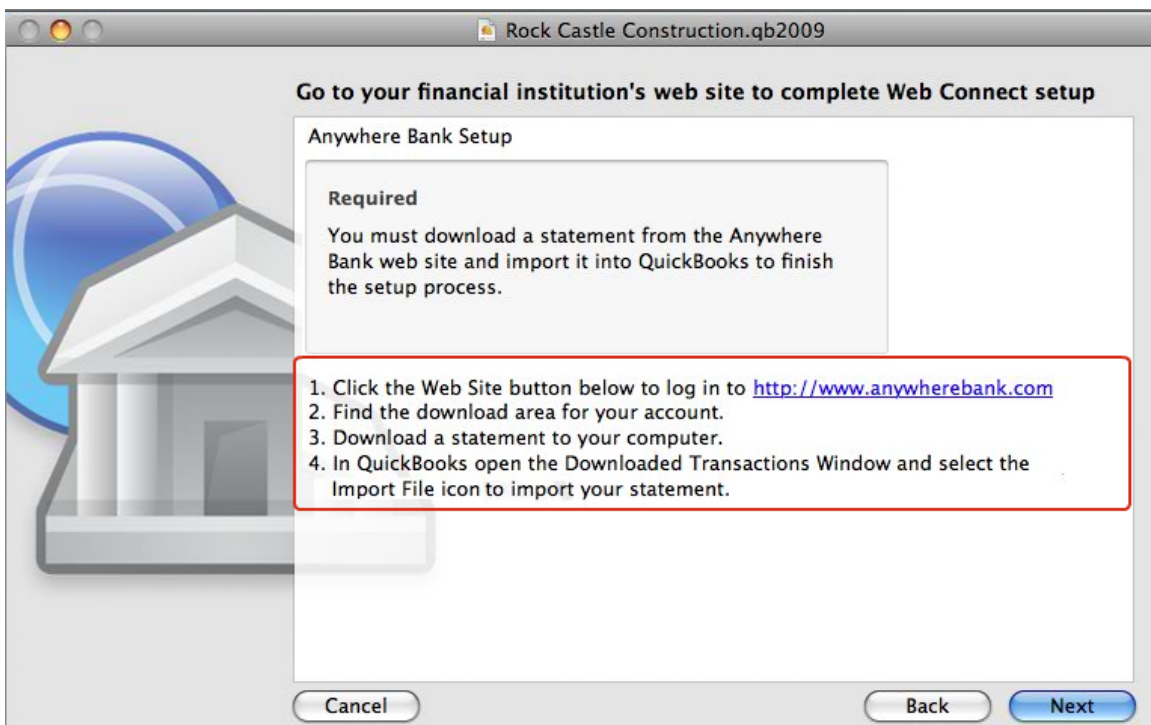 Rock Castle Construction.qb2009
Go to your financial institution's web site to complete Web Connect setup
Anywhere Bank Setup
Required
You must download a statement from the Anywhere
Bank web site and import it into QuickBooks to finish
the setup process.
1. Click the Web Site button below to log in to http://www.anywherebank.com
2. Find the download area for your account.
3. Download a statement to your computer.
4. In QuickBooks open the Downloaded Transactions Window and select the
Import File icon to import your statement.
Cancel
Back
Next